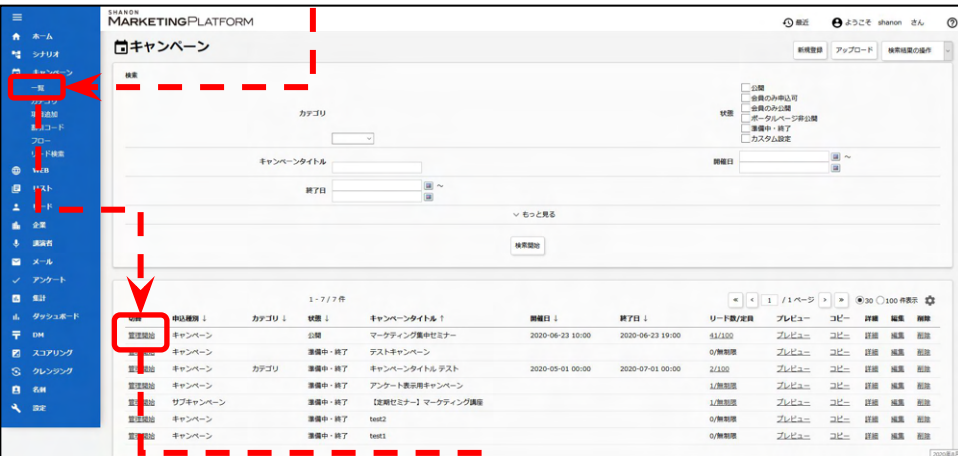 SHANON
MARKETINGPLATFORM
最近
ようこそ shanon さん
ホーム
シナリオ
キャンペーン
一覧
カテゴリ
フロー
WEB
リスト
リード
企業
講演者
メール
アンケート
集計
ダッシュボード
DM
スコアリング
クレンジング
名刺
設定
キャンペーン
新規登録 アップロード 検索結果の操作
検索
カテゴリ
状態
公開
会員のみ申込可
会員のみ公開
ポータルページ非公開
準備中・終了
カスタム設定
キャンペーンタイトル
開催日 ～
終了日 ～
もっと見る
検索開始
1 - 7 / 7 件
« < 1 / 1 ページ > » 30 100 件表示
申込種別 ↓ カテゴリ ↓ 状態 ↓ キャンペーンタイトル ↑ 開催日 ↓ 終了日 ↓ リード数/定員 プレビュー コピー 詳細 編集 削除
管理開始 キャンペーン 公開 マーケティング集中セミナー 2020-06-23 10:00 2020-06-23 19:00 41/100 プレビュー コピー 詳細 編集 削除
管理開始 キャンペーン 準備中・終了 テストキャンペーン 0/無制限 プレビュー コピー 詳細 編集 削除
管理開始 キャンペーン カテゴリ 準備中・終了 キャンペーンタイトル テスト 2020-05-01 00:00 2020-07-01 00:00 2/100 プレビュー コピー 詳細 編集 削除
管理開始 キャンペーン 準備中・終了 アンケート表示用キャンペーン 1/無制限 プレビュー コピー 詳細 編集 削除
管理開始 サブキャンペーン 準備中・終了 【定期セミナー】マーケティング講座 1/無制限 プレビュー コピー 詳細 編集 削除
管理開始 キャンペーン 準備中・終了 test2 0/無制限 プレビュー コピー 詳細 編集 削除
管理開始 キャンペーン 準備中・終了 test1 0/無制限 プレビュー コピー 詳細 編集 削除